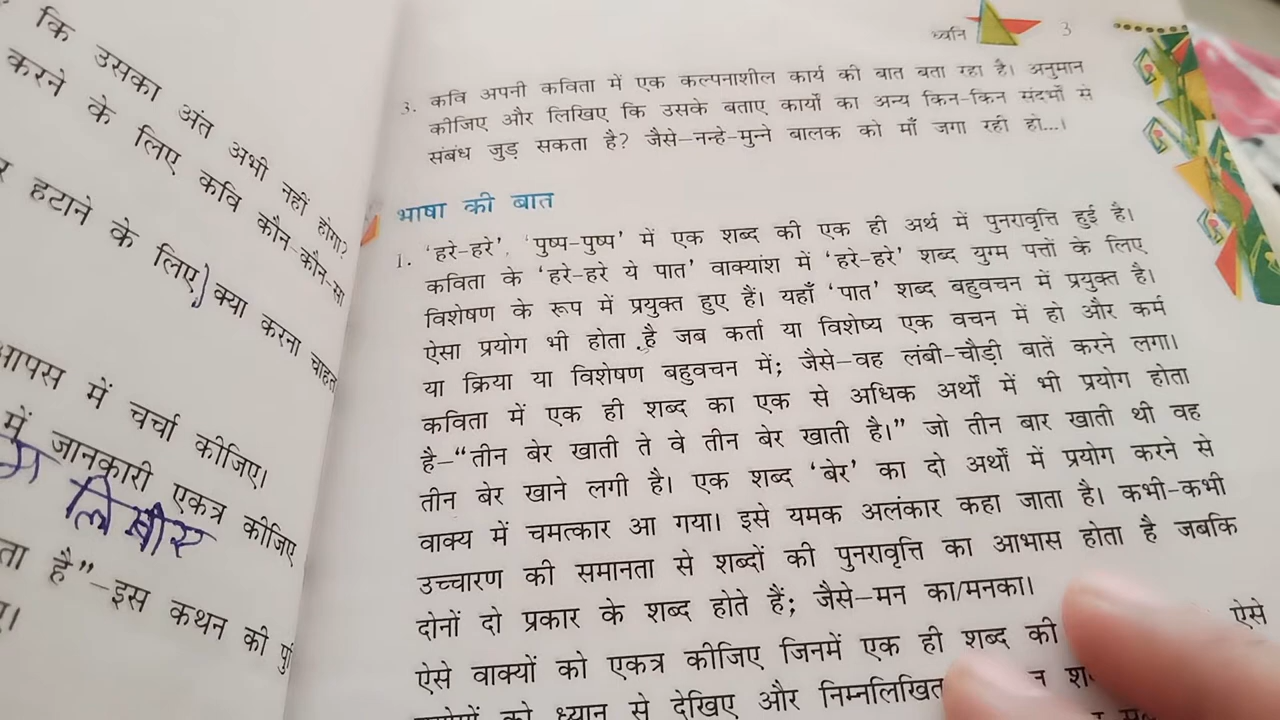 कि उसका अंत अभी नहीं होगा?
करने के लिए कवि कौन-कौन-सा
हटाने के लिए) क्या करना चाहता
आपस में चर्चा कीजिए।
में जानकारी एकत्र कीजिए
है"–इस कथन की
ध्वनि 3
3. कवि अपनी कविता में एक कल्पनाशील कार्य की बात बता रहा है। अनुमान
कीजिए और लिखिए कि उसके बताए कार्यों का अन्य किन-किन संदर्भों से
संबंध जुड़ सकता है? जैसे–नन्हे-मुन्ने बालक को माँ जगा रही हो...।
भाषा की बात
1. 'हरे-हरे', 'पुष्प-पुष्प' में एक शब्द की एक ही अर्थ में पुनरावृत्ति हुई है।
कविता के 'हरे-हरे ये पात' वाक्यांश में 'हरे-हरे' शब्द युग्म पत्तों के लिए
विशेषण के रूप में प्रयुक्त हुए हैं। यहाँ 'पात' शब्द बहुवचन में प्रयुक्त है।
ऐसा प्रयोग भी होता है जब कर्ता या विशेष्य एक वचन में हो और कर्म
या क्रिया या विशेषण बहुवचन में; जैसे–वह लंबी-चौड़ी बातें करने लगा।
कविता में एक ही शब्द का एक से अधिक अर्थों में भी प्रयोग होता
है–"तीन बेर खाती ते वे तीन बेर खाती है।" जो तीन बार खाती थी वह
तीन बेर खाने लगी है। एक शब्द 'बेर' का दो अर्थों में प्रयोग करने से
वाक्य में चमत्कार आ गया। इसे यमक अलंकार कहा जाता है। कभी-कभी
उच्चारण की समानता से शब्दों की पुनरावृत्ति का आभास होता है जबकि
दोनों दो प्रकार के शब्द होते हैं; जैसे–मन का/मनका।
ऐसे वाक्यों को एकत्र कीजिए जिनमें एक ही शब्द की ऐसे
को ध्यान से देखिए और निम्नलिखित